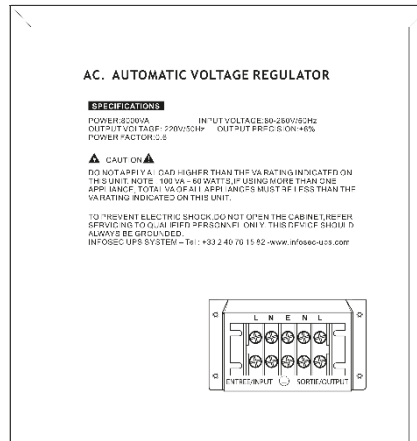 AC. AUTOMATIC VOLTAGE REGULATOR
SPECIFICATIONS
POWER:8000VA INPUT VOLTAGE:80-260V/50Hz
OUTPUT VOLTAGE: 220V/50Hz OUTPUT PRECISION:±6%
POWER FACTOR:0.6
CAUTION
DO NOT APPLY A LOAD HIGHER THAN THE VA RATING INDICATED ON
THIS UNIT. NOTE 100 VA – 60 WATTS,IF USING MORE THAN ONE
APPLIANCE, TOTAL VA OF ALL APPLIANCES MUST BE LESS THAN THE
VA RATING INDICATED ON THIS UNIT.
TO PREVENT ELECTRIC SHOCK.DO NOT OPEN THE CABINET,REFER
SERVICING TO QUALIFIED PERSONNEL ONLY. THIS DEVICE SHOULD
ALWAYS BE GROUNDED.
INFOSEC UPS SYSTEM – Tel : +33 2 40 76 15 82 -www.infosec-ups.com
L N E N L
ENTREE/INPUT SORTIE/OUTPUT